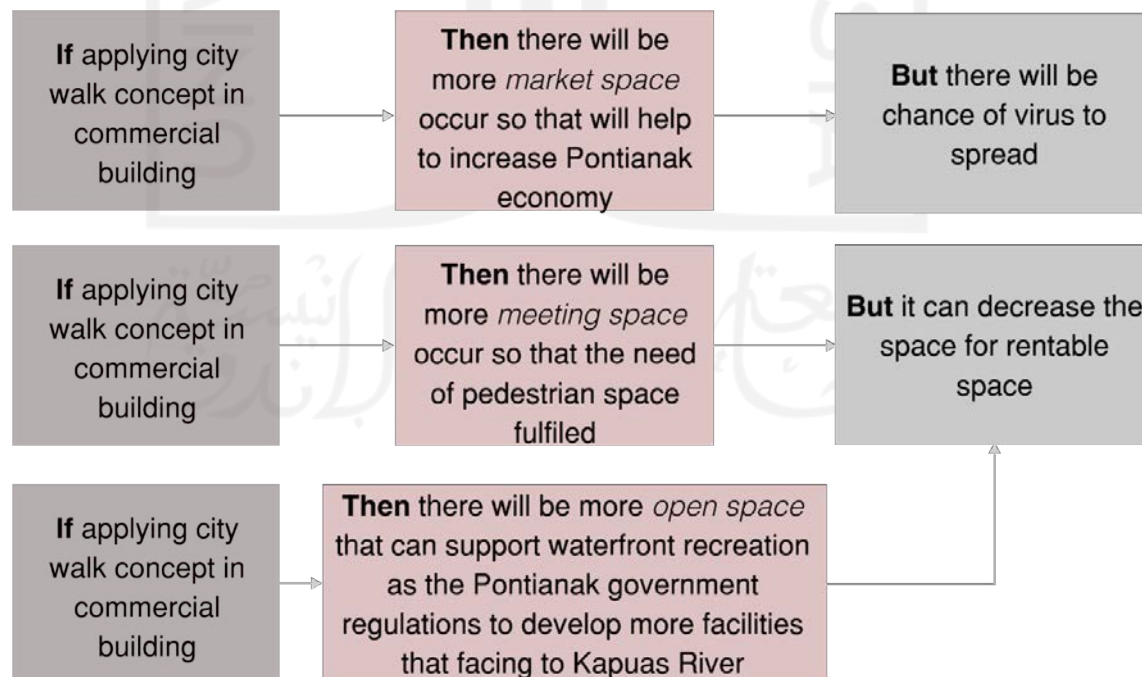 If applying city
walk concept in
commercial
building
Then there will be
more market space
occur so that will help
to increase Pontianak
economy
But there will be
chance of virus to
spread
If applying city
walk concept in
commercial
building
Then there will be
more meeting space
occur so that the need
of pedestrian space
fulfiled
But it can decrease the
space for rentable
space
If applying city
walk concept in
commercial
building
Then there will be more open space
that can support waterfront recreation
as the Pontianak government
regulations to develop more facilities
that facing to Kapuas River